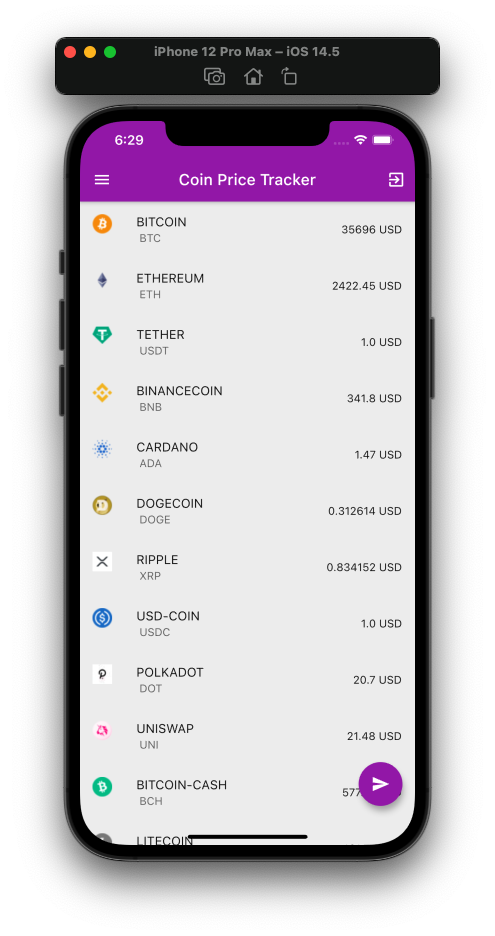 iPhone 12 Pro Max – iOS 14.5
6:29
Coin Price Tracker
BITCOIN
BTC
35696 USD
ETHEREUM
ETH
2422.45 USD
TETHER
USDT
1.0 USD
BINANCECOIN
BNB
341.8 USD
CARDANO
ADA
1.47 USD
DOGECOIN
DOGE
0.312614 USD
RIPPLE
XRP
0.834152 USD
USD-COIN
USDC
1.0 USD
POLKADOT
DOT
20.7 USD
UNISWAP
UNI
21.48 USD
BITCOIN-CASH
BCH
LITECOIN